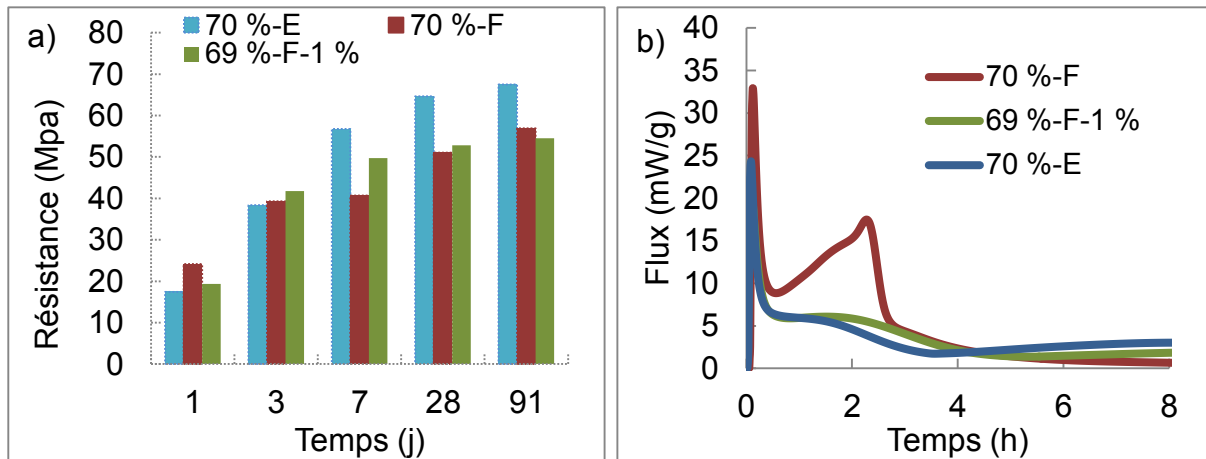 a)
70 %-E
70 %-F
69 %-F-1 %
80
70
60
50
40
30
20
10
0
Résistance (Mpa)
1 3 7 28 91
Temps (j)
b)
40
35
30
25
20
15
10
5
0
Flux (mW/g)
70 %-F
69 %-F-1 %
70 %-E
0 2 4 6 8
Temps (h)